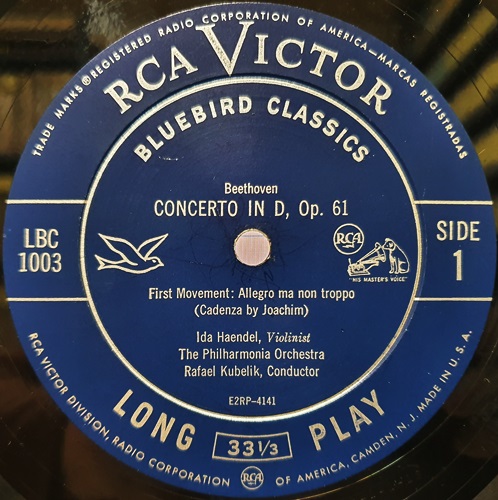 TRADE MARKS ® REGISTERED RADIO CORPORATION OF AMERICA—MARCAS REGISTRADAS
RCA VICTOR
BLUEBIRD CLASSICS
Beethoven
CONCERTO IN D, Op. 61
LBC
1003
SIDE
1
RCA
"HIS MASTER'S VOICE"
First Movement: Allegro ma non troppo
(Cadenza by Joachim)
Ida Haendel, Violinist
The Philharmonia Orchestra
Rafael Kubelik, Conductor
E2RP-4141
LONG 33 1/3 PLAY
RCA VICTOR DIVISION, RADIO CORPORATION RCA OF AMERICA, CAMDEN, N. J. MADE IN U. S. A.